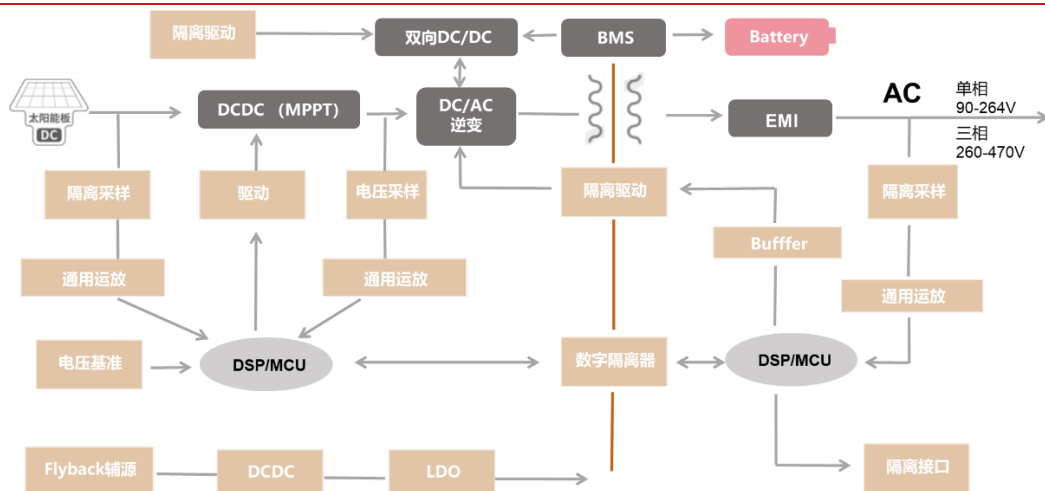 隔离驱动
双向DC/DC
BMS
Battery
太阳能板
DC
DCDC （MPPT）
DC/AC
逆变
EMI
AC
单相
90-264V
三相
260-470V
隔离采样
驱动
电压采样
隔离驱动
隔离采样
Bufffer
通用运放
通用运放
通用运放
电压基准
DSP/MCU
数字隔离器
DSP/MCU
Flyback辅源
DCDC
LDO
隔离接口